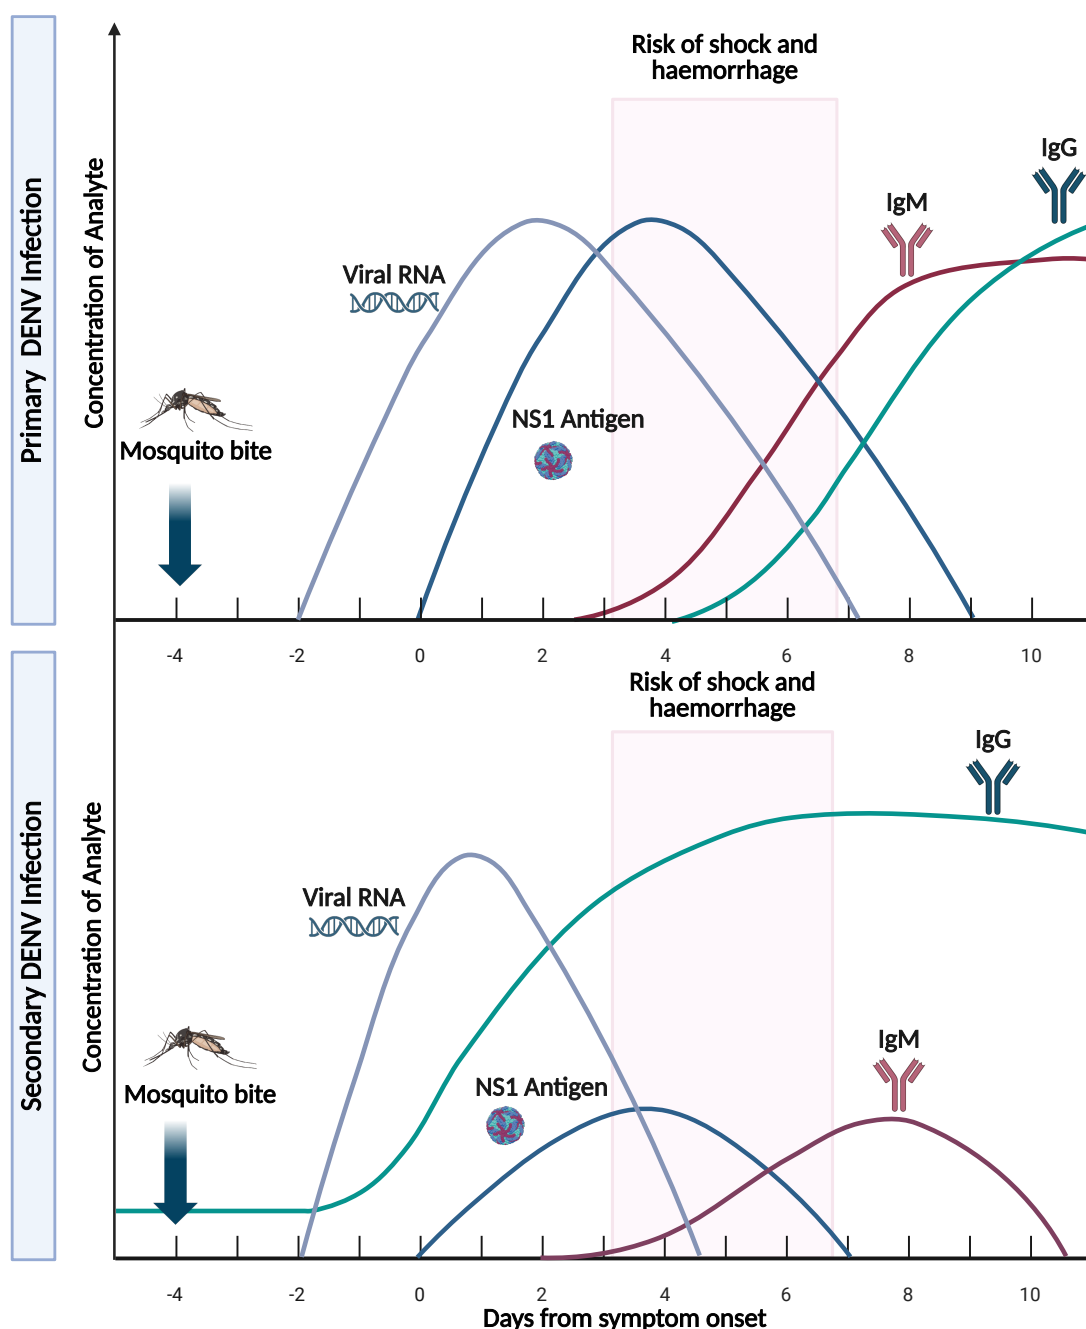 Primary DENV Infection
Concentration of Analyte
Risk of shock and
haemorrhage
IgG
IgM
Viral RNA
NS1 Antigen
Mosquito bite
-4 -2 0 2 4 6 8 10
Secondary DENV Infection
Concentration of Analyte
Risk of shock and
haemorrhage
IgG
Viral RNA
IgM
NS1 Antigen
Mosquito bite
-4 -2 0 2 4 6 8 10
Days from symptom onset